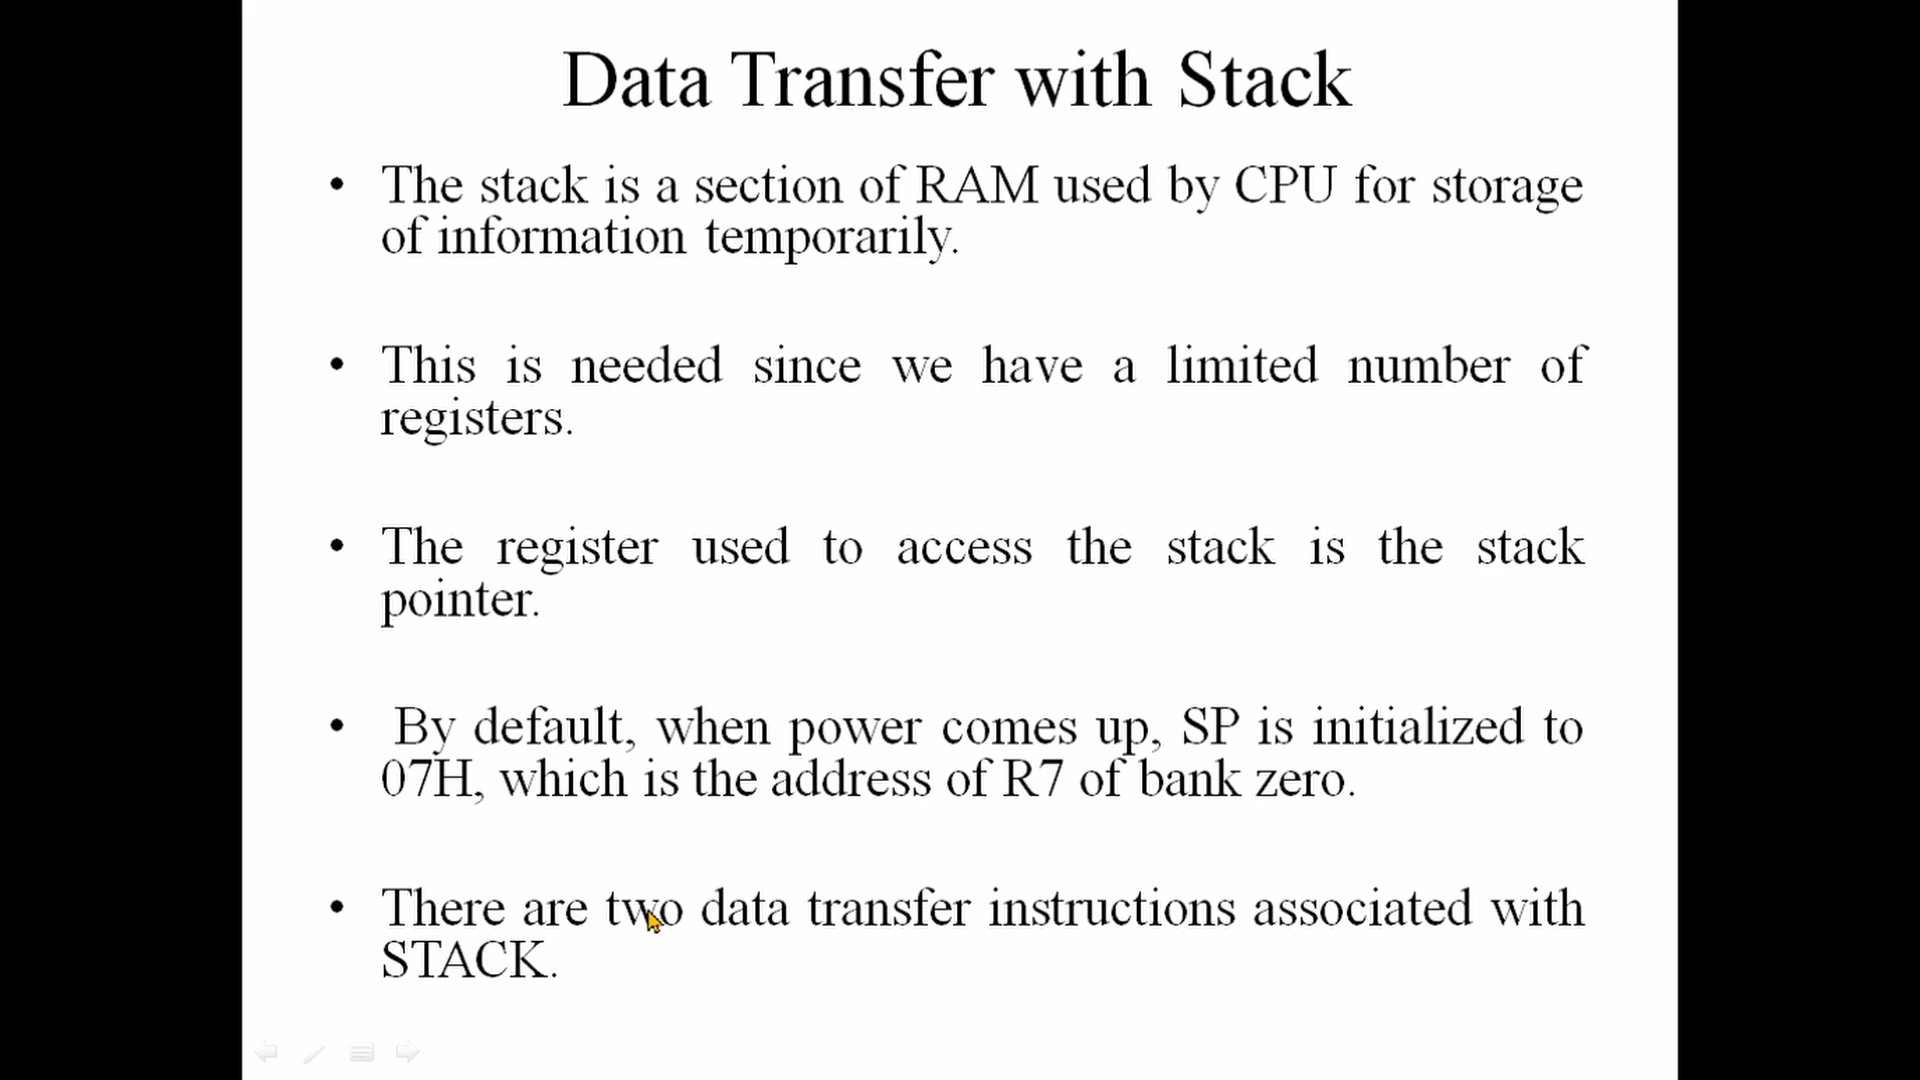 Data Transfer with Stack
• The stack is a section of RAM used by CPU for storage
of information temporarily.
• This is needed since we have a limited number of
registers.
• The register used to access the stack is the stack
pointer.
• By default, when power comes up, SP is initialized to
07H, which is the address of R7 of bank zero.
• There are two data transfer instructions associated with
STACK.